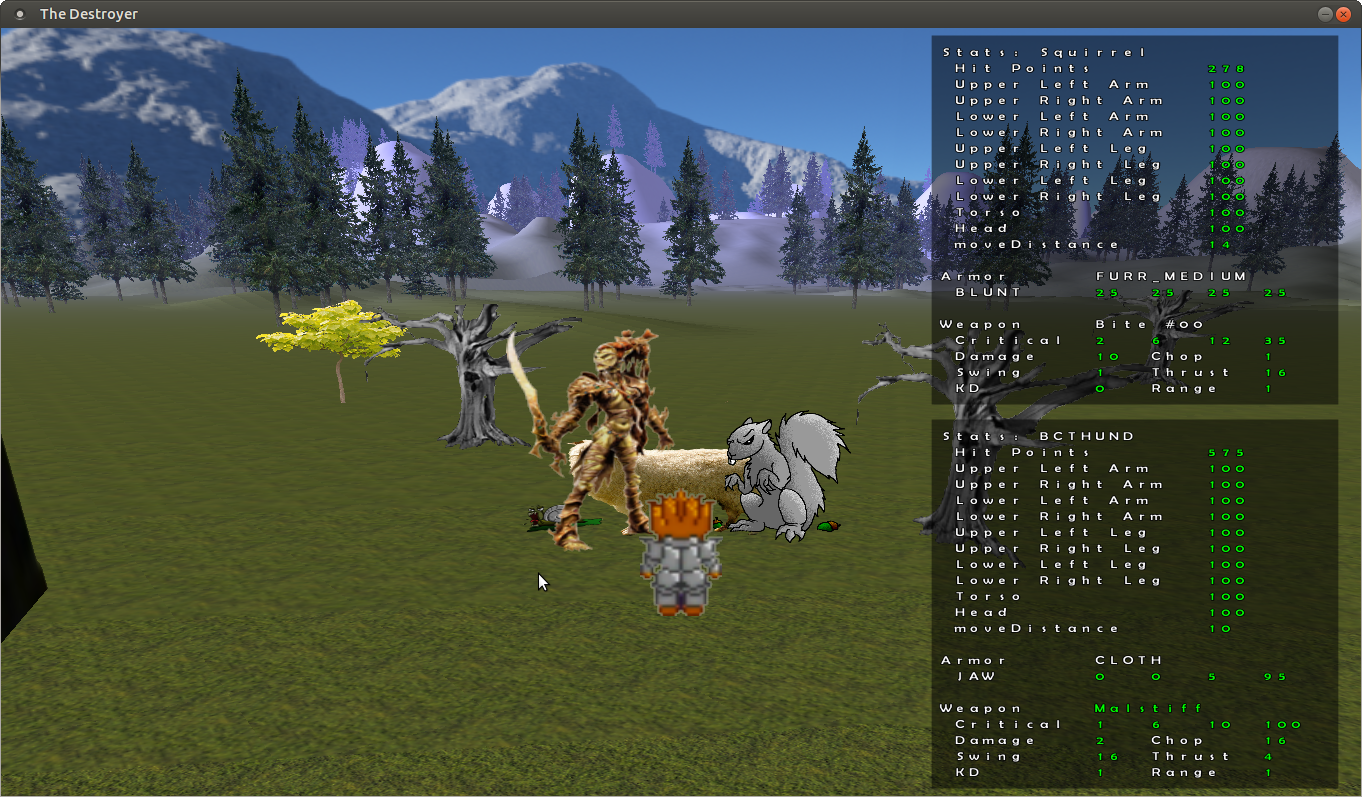 The Destroyer
Stats: Squirrel
Hit Points 278
Upper Left Arm 100
Upper Right Arm 100
Lower Left Arm 100
Lower Right Arm 100
Upper Left Leg 100
Upper Right Leg 100
Lower Left Leg 100
Lower Right Leg 100
Torso 100
Head 100
moveDistance 14
Armor FURR_MEDIUM
BLUNT 25 25 25 25
Weapon Bite #00
Critical 2 6 12 35
Damage 10 Chop 1
Swing 1 Thrust 16
KD 0 Range 1
Stats: BCTHUND
Hit Points 575
Upper Left Arm 100
Upper Right Arm 100
Lower Left Arm 100
Lower Right Arm 100
Upper Left Leg 100
Upper Right Leg 100
Lower Left Leg 100
Lower Right Leg 100
Torso 100
Head 100
moveDistance 10
Armor CLOTH
JAW 0 0 5 95
Weapon Malstiff
Critical 1 6 10 100
Damage 2 Chop 16
Swing 16 Thrust 4
KD 1 Range 1